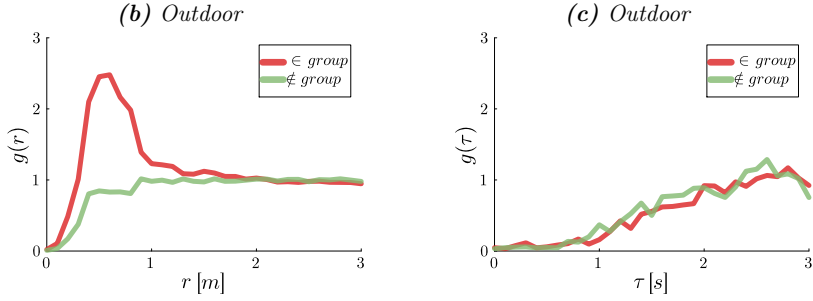 (b) Outdoor
3
2
1
0
0
1
2
3
g(r)
r [m]
∈ group
∉ group
(c) Outdoor
3
2
1
0
0
1
2
3
g(τ)
τ [s]
∈ group
∉ group